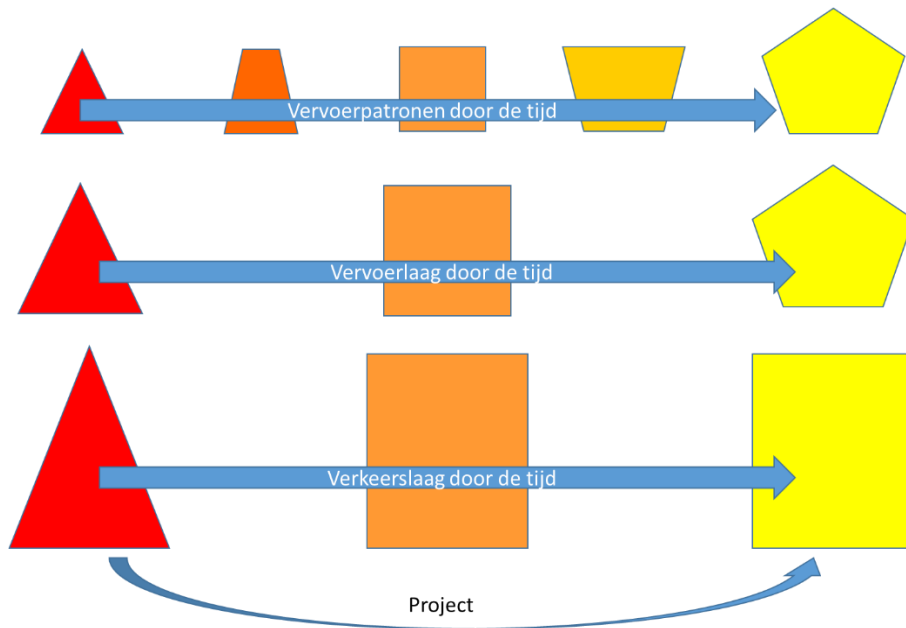 Vervoerpatronen door de tijd
Vervoerlaag door de tijd
Verkeerslaag door de tijd
Project